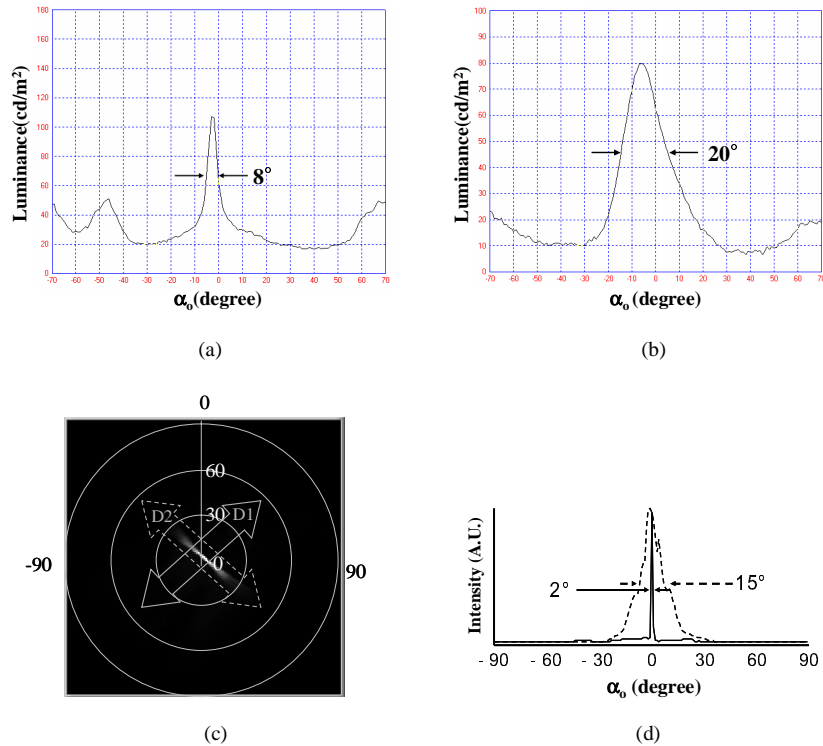 180
160
140
120
100
80
60
40
20
0
-70 -60 -50 -40 -30 -20 -10 0 10 20 30 40 50 60 70
Luminance(cd/m²)
8°
αₒ(degree)
(a)
100
90
80
70
60
50
40
30
20
10
0
-70 -60 -50 -40 -30 -20 -10 0 10 20 30 40 50 60 70
Luminance(cd/m²)
20°
αₒ (degree)
(b)
0
60
30
D2 D1
0
-90 90
(c)
Intensity (A.U.)
2° 15°
- 90 - 60 - 30 0 30 60 90
αₒ (degree)
(d)